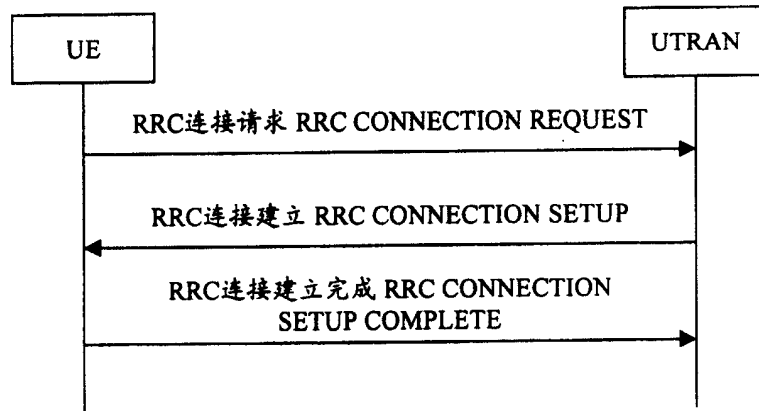 UE
UTRAN
RRC连接请求 RRC CONNECTION REQUEST
RRC连接建立 RRC CONNECTION SETUP
RRC连接建立完成 RRC CONNECTION
SETUP COMPLETE